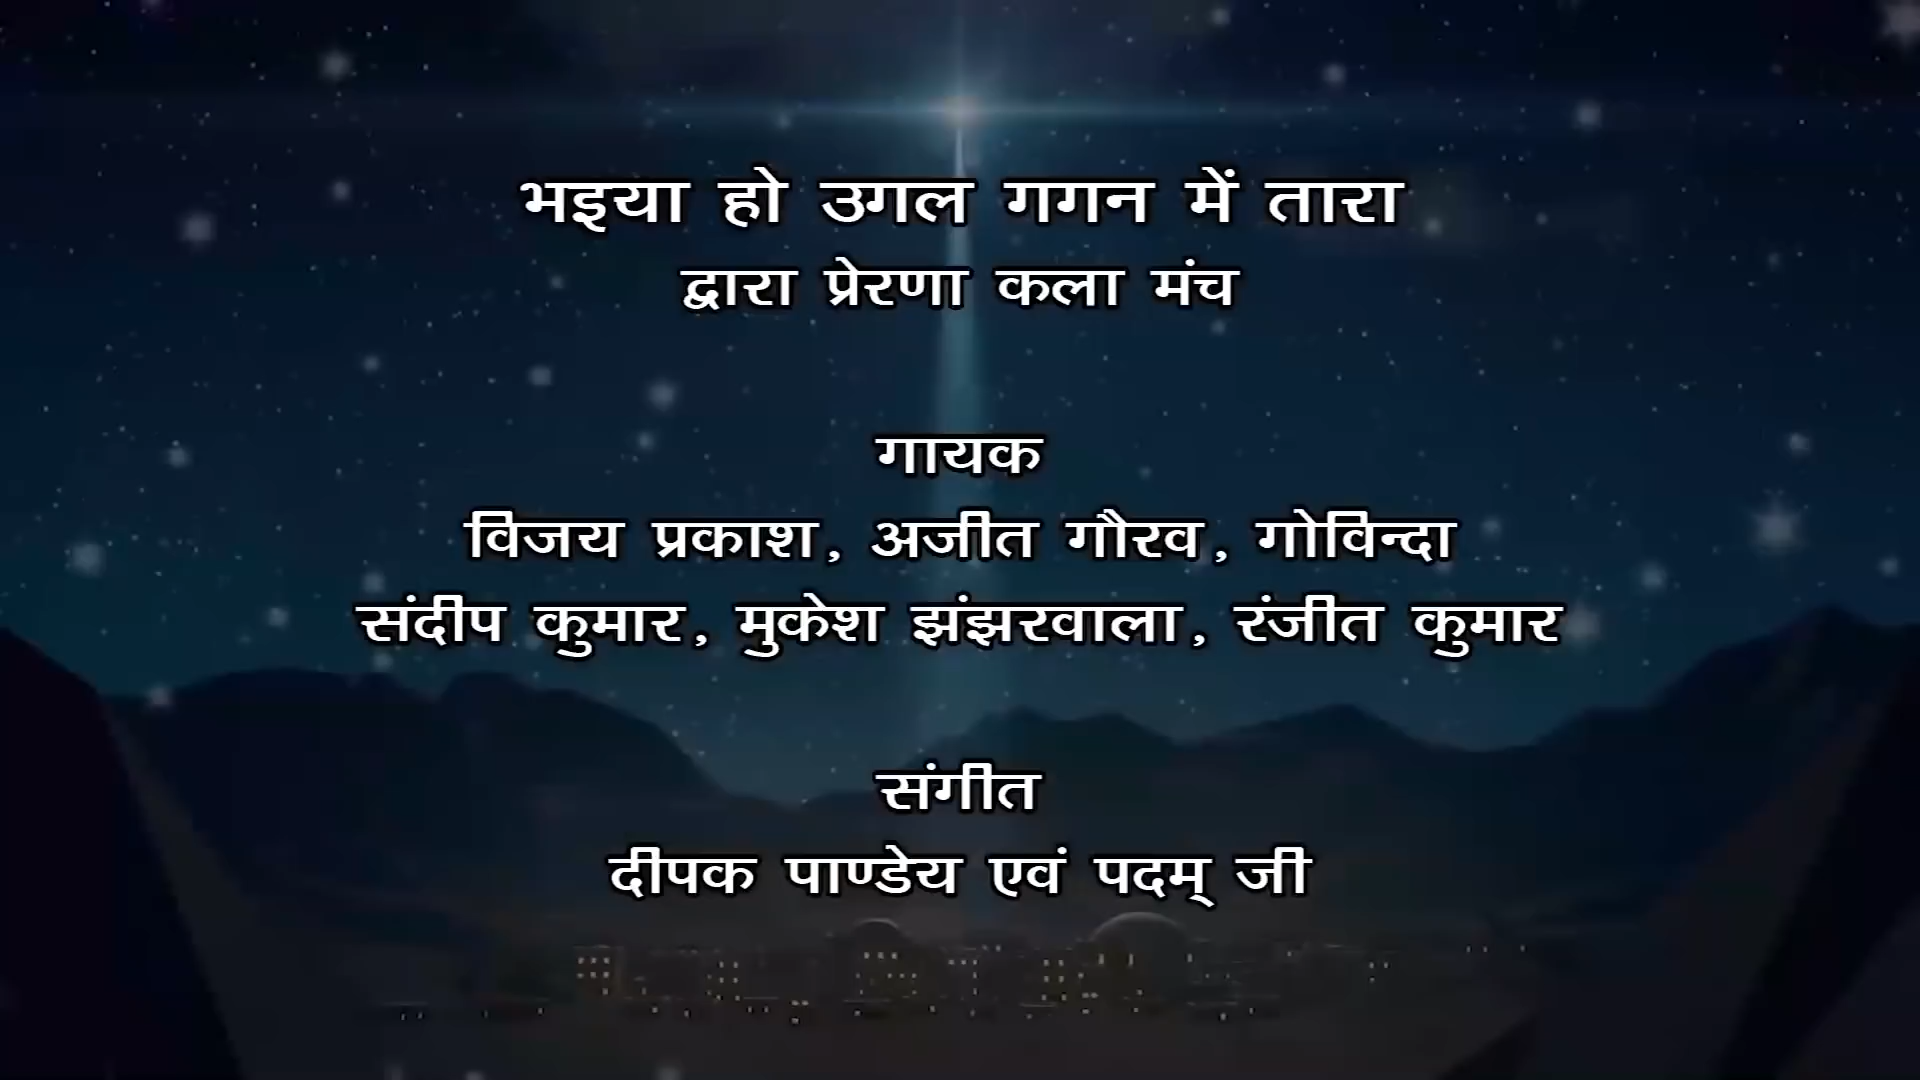 भइया हो उगल गगन में तारा
द्वारा प्रेरणा कला मंच
गायक
विजय प्रकाश, अजीत गौरव, गोविन्दा
संदीप कुमार, मुकेश झंझरवाला, रंजीत कुमार
संगीत
दीपक पाण्डेय एवं पदम् जी